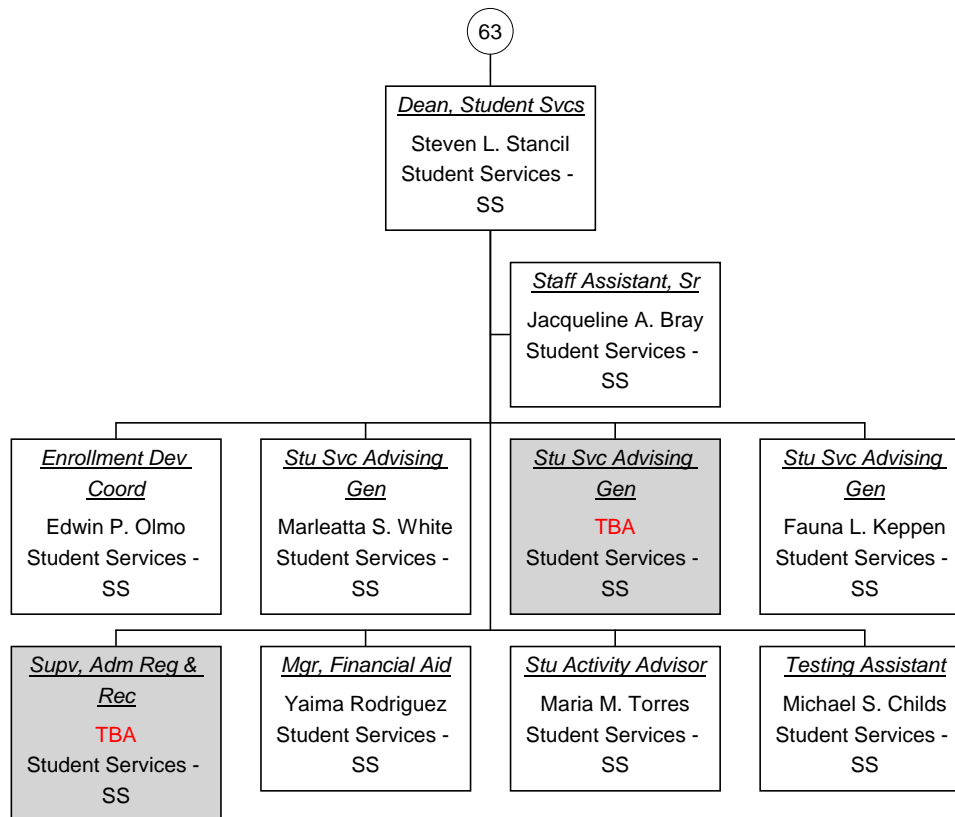 63
Dean, Student Svcs
Steven L. Stancil
Student Services -
SS
Staff Assistant, Sr
Jacqueline A. Bray
Student Services -
SS
Enrollment Dev
Coord
Edwin P. Olmo
Student Services -
SS
Stu Svc Advising
Gen
Marleatta S. White
Student Services -
SS
Stu Svc Advising
Gen
TBA
Student Services -
SS
Stu Svc Advising
Gen
Fauna L. Keppen
Student Services -
SS
Supv, Adm Reg &
Rec
TBA
Student Services -
SS
Mgr, Financial Aid
Yaima Rodriguez
Student Services -
SS
Stu Activity Advisor
Maria M. Torres
Student Services -
SS
Testing Assistant
Michael S. Childs
Student Services -
SS